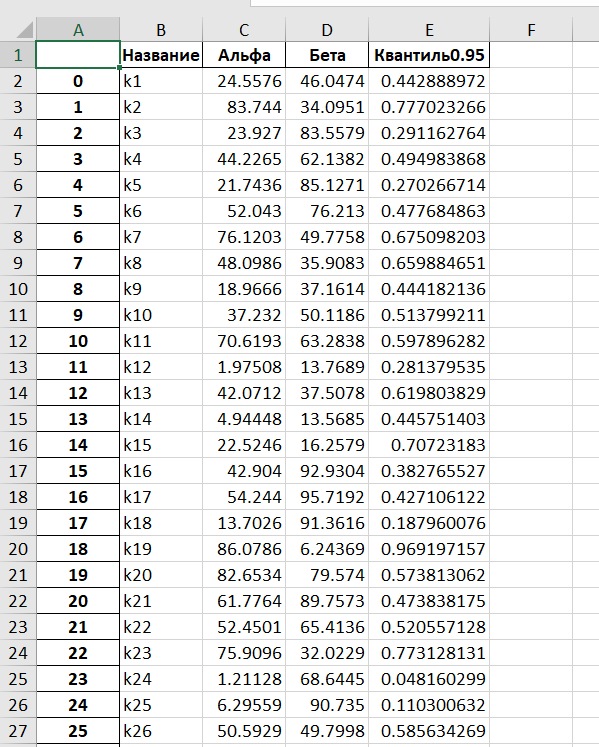 A B C D E F
1 Название Альфа Бета Квантиль0.95
2 0 k1 24.5576 46.0474 0.442888972
3 1 k2 83.744 34.0951 0.777023266
4 2 k3 23.927 83.5579 0.291162764
5 3 k4 44.2265 62.1382 0.494983868
6 4 k5 21.7436 85.1271 0.270266714
7 5 k6 52.043 76.213 0.477684863
8 6 k7 76.1203 49.7758 0.675098203
9 7 k8 48.0986 35.9083 0.659884651
10 8 k9 18.9666 37.1614 0.444182136
11 9 k10 37.232 50.1186 0.513799211
12 10 k11 70.6193 63.2838 0.597896282
13 11 k12 1.97508 13.7689 0.281379535
14 12 k13 42.0712 37.5078 0.619803829
15 13 k14 4.94448 13.5685 0.445751403
16 14 k15 22.5246 16.2579 0.70723183
17 15 k16 42.904 92.9304 0.382765527
18 16 k17 54.244 95.7192 0.427106122
19 17 k18 13.7026 91.3616 0.187960076
20 18 k19 86.0786 6.24369 0.969197157
21 19 k20 82.6534 79.574 0.573813062
22 20 k21 61.7764 89.7573 0.473838175
23 21 k22 52.4501 65.4136 0.520557128
24 22 k23 75.9096 32.0229 0.773128131
25 23 k24 1.21128 68.6445 0.048160299
26 24 k25 6.29559 90.735 0.110300632
27 25 k26 50.5929 49.7998 0.585634269